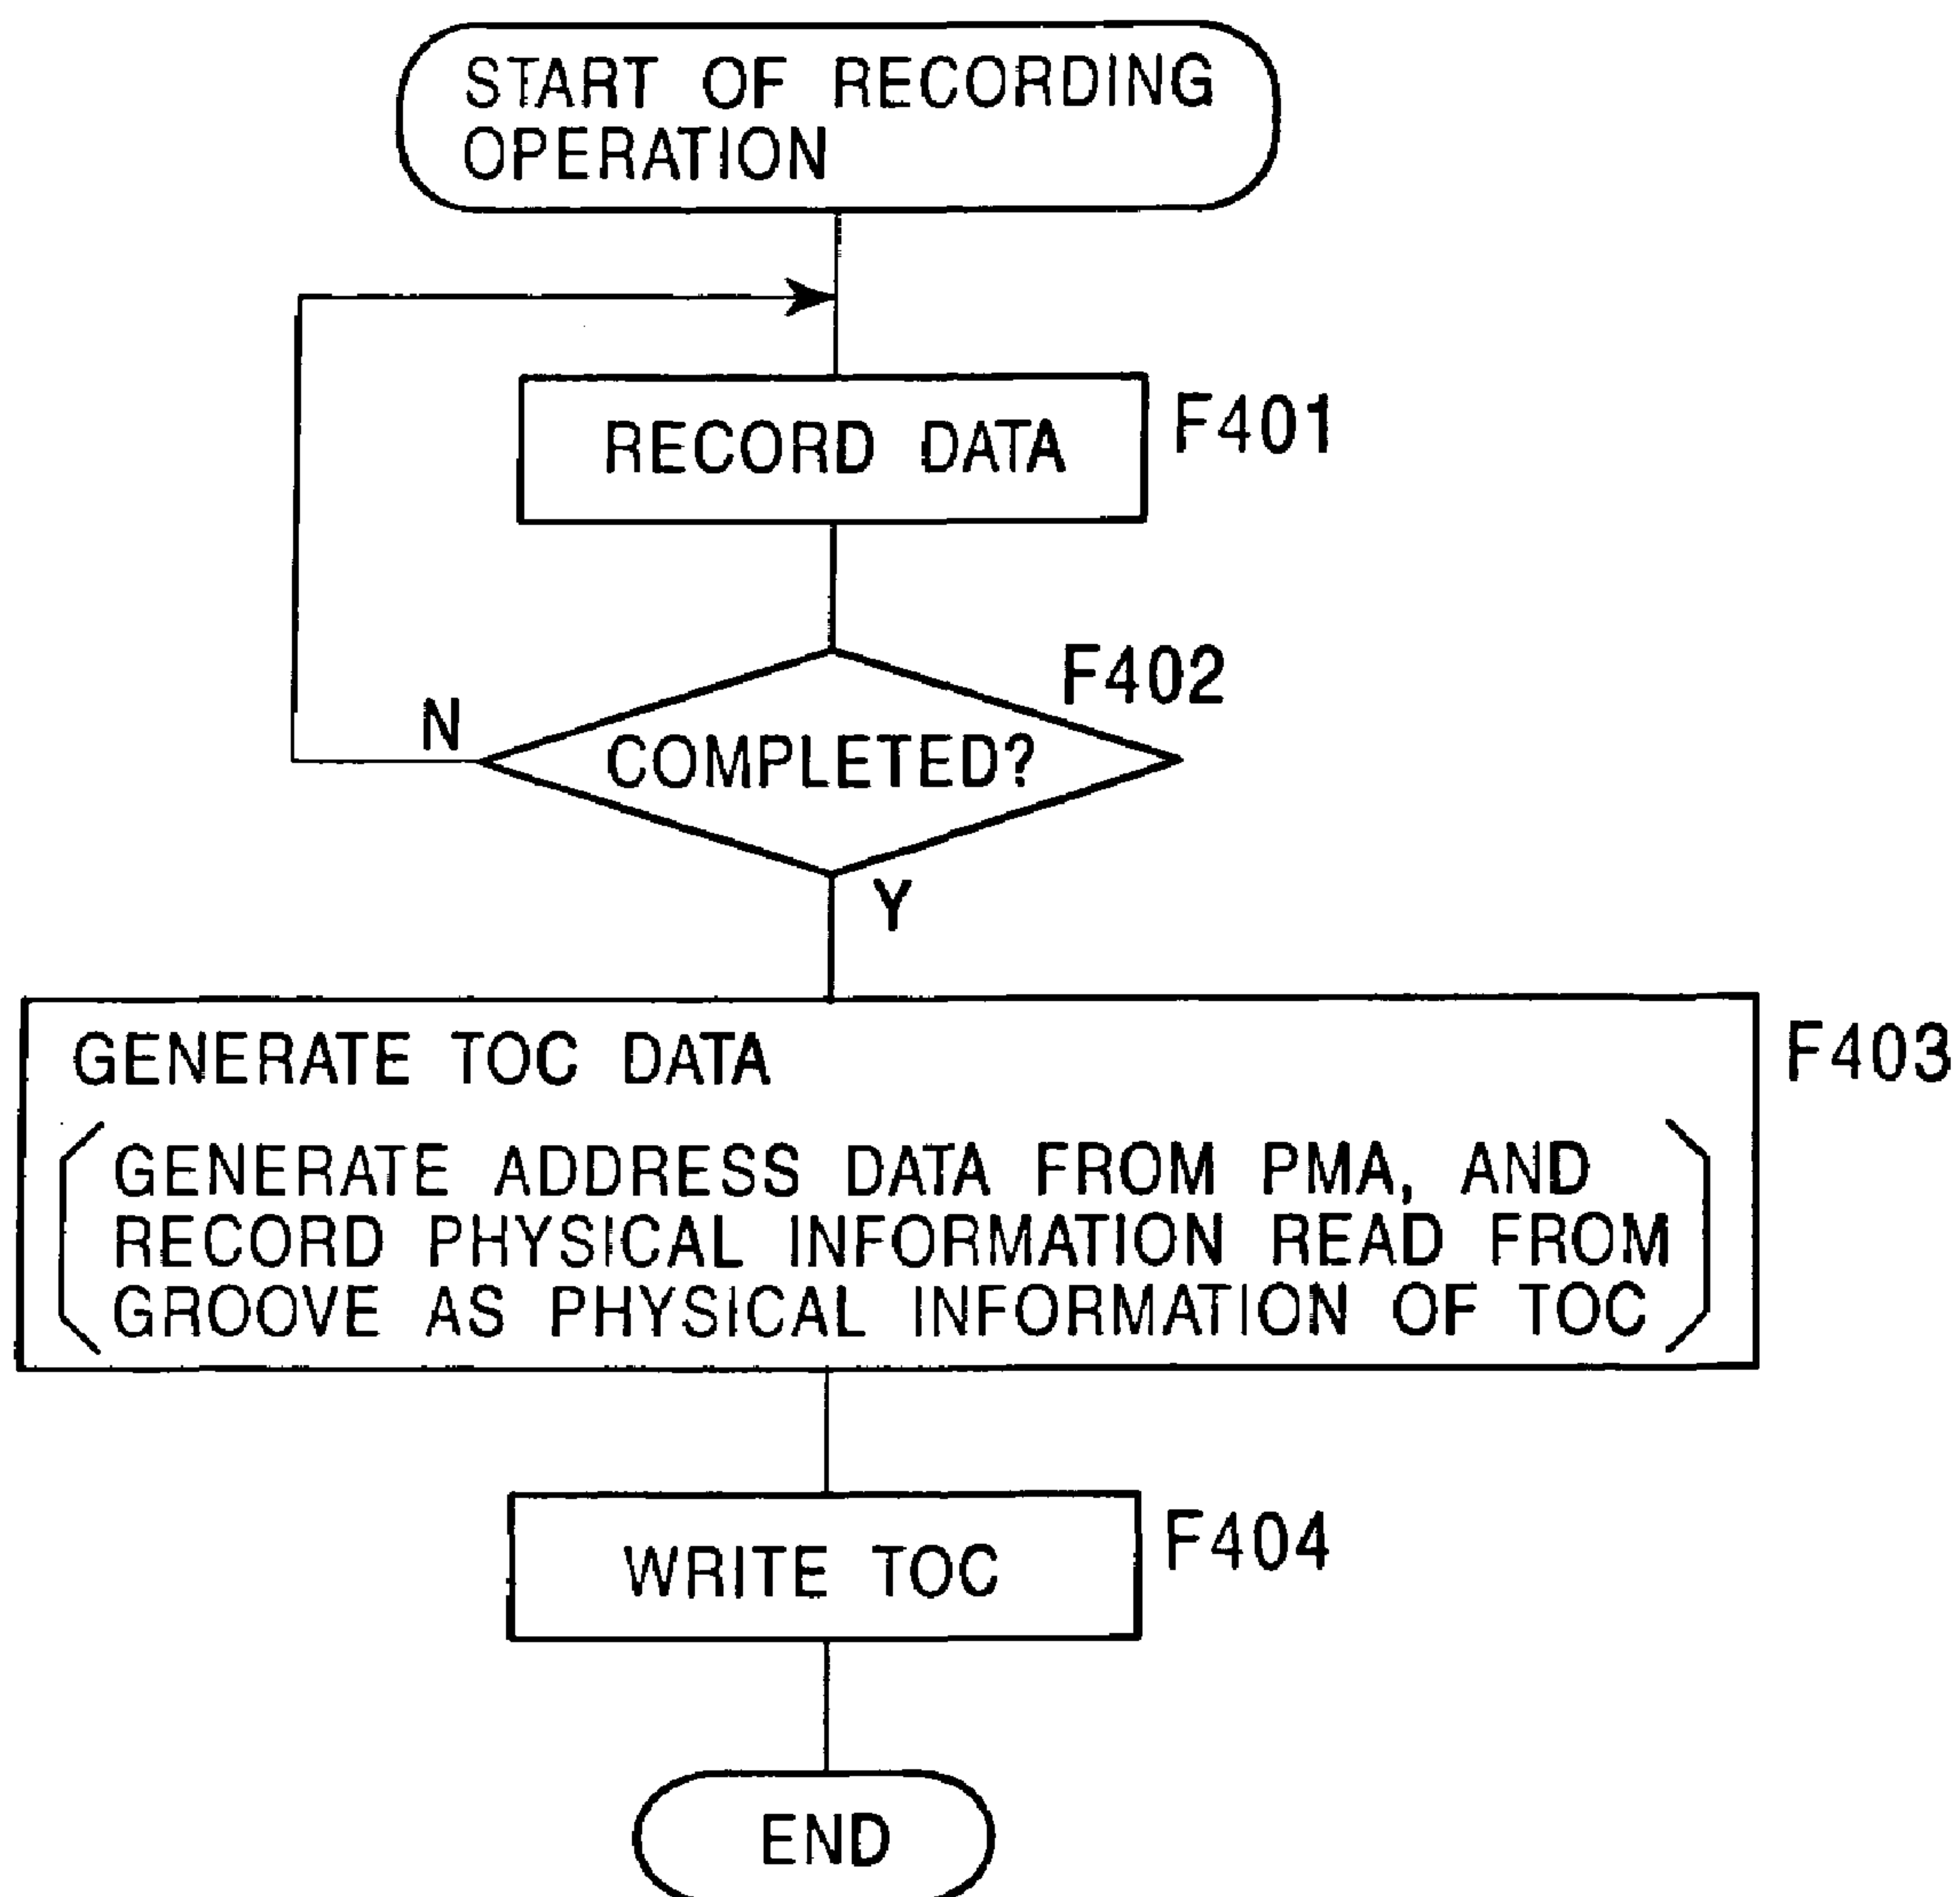 START OF RECORDING
OPERATION
RECORD DATA
F401
F402
N
COMPLETED?
Y
GENERATE TOC DATA
F403
GENERATE ADDRESS DATA FROM PMA, AND
RECORD PHYSICAL INFORMATION READ FROM
GROOVE AS PHYSICAL INFORMATION OF TOC
WRITE TOC
F404
END